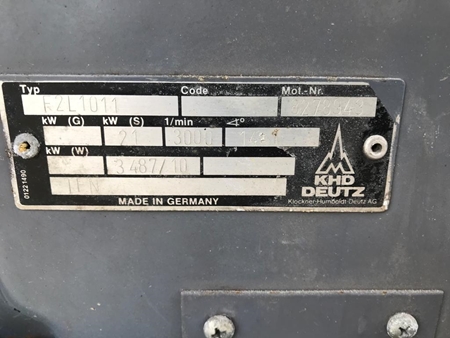 Typ Code Mot.-Nr.
F2L1011
kW (G) kW (S) 1/min
21 3000
kW (W)
3487/10
KHD
DEUTZ
Klöckner-Humboldt-Deutz AG
MADE IN GERMANY
01221490